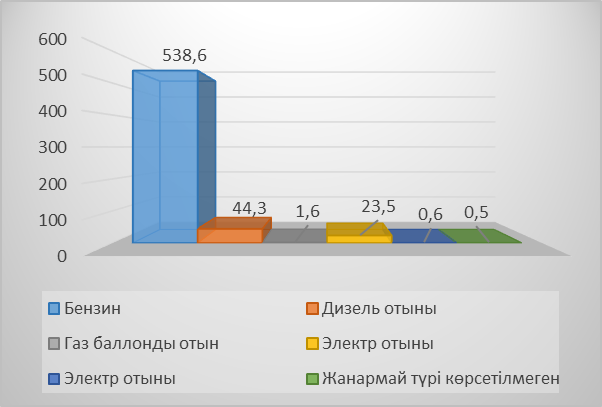 600
538,6
500
400
300
200
44,3
1,6
23,5
0,6
0,5
100
0
Бензин
Дизель отыны
Газ баллонды отын
Электр отыны
Электр отыны
Жанармай түрі көрсетілмеген